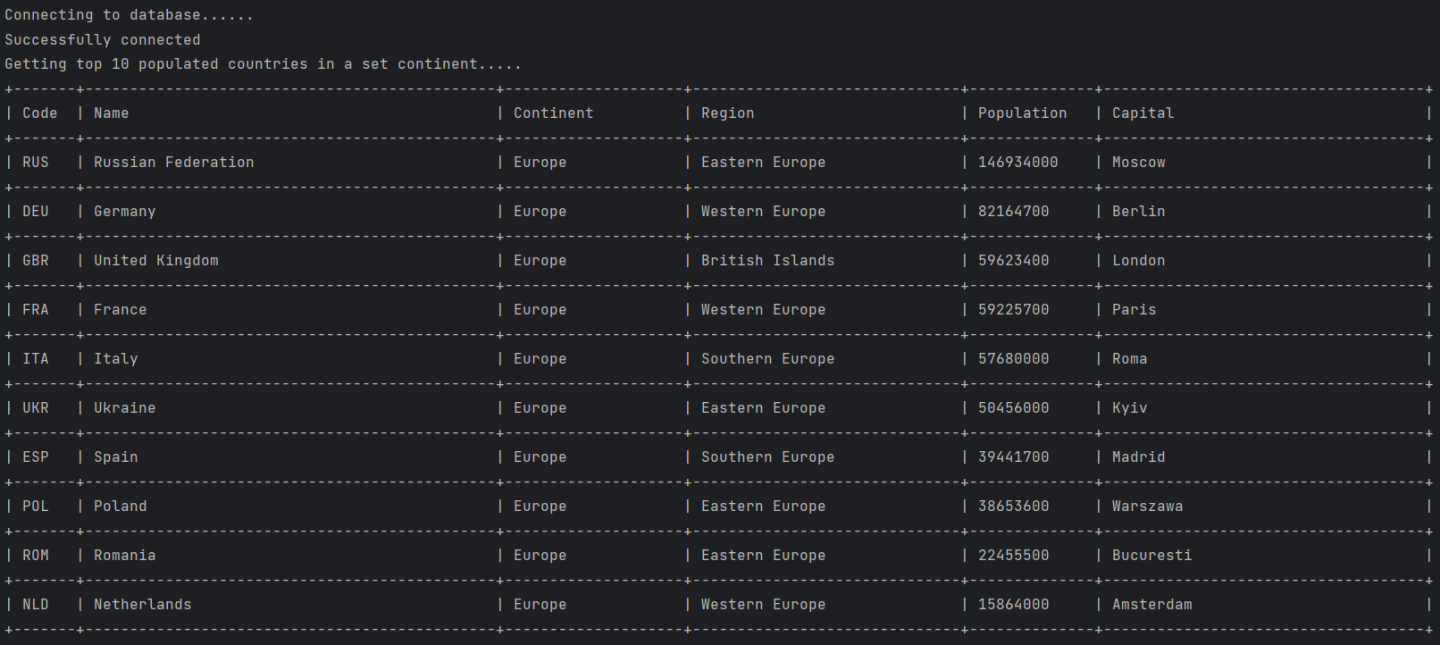 Connecting to database......
Successfully connected
Getting top 10 populated countries in a set continent.....
| Code | Name | Continent | Region | Population | Capital |
| RUS | Russian Federation | Europe | Eastern Europe | 146934000 | Moscow |
| DEU | Germany | Europe | Western Europe | 82164700 | Berlin |
| GBR | United Kingdom | Europe | British Islands | 59623400 | London |
| FRA | France | Europe | Western Europe | 59225700 | Paris |
| ITA | Italy | Europe | Southern Europe | 57680000 | Roma |
| UKR | Ukraine | Europe | Eastern Europe | 50456000 | Kyiv |
| ESP | Spain | Europe | Southern Europe | 39441700 | Madrid |
| POL | Poland | Europe | Eastern Europe | 38653600 | Warszawa |
| ROM | Romania | Europe | Eastern Europe | 22455500 | Bucuresti |
| NLD | Netherlands | Europe | Western Europe | 15864000 | Amsterdam |